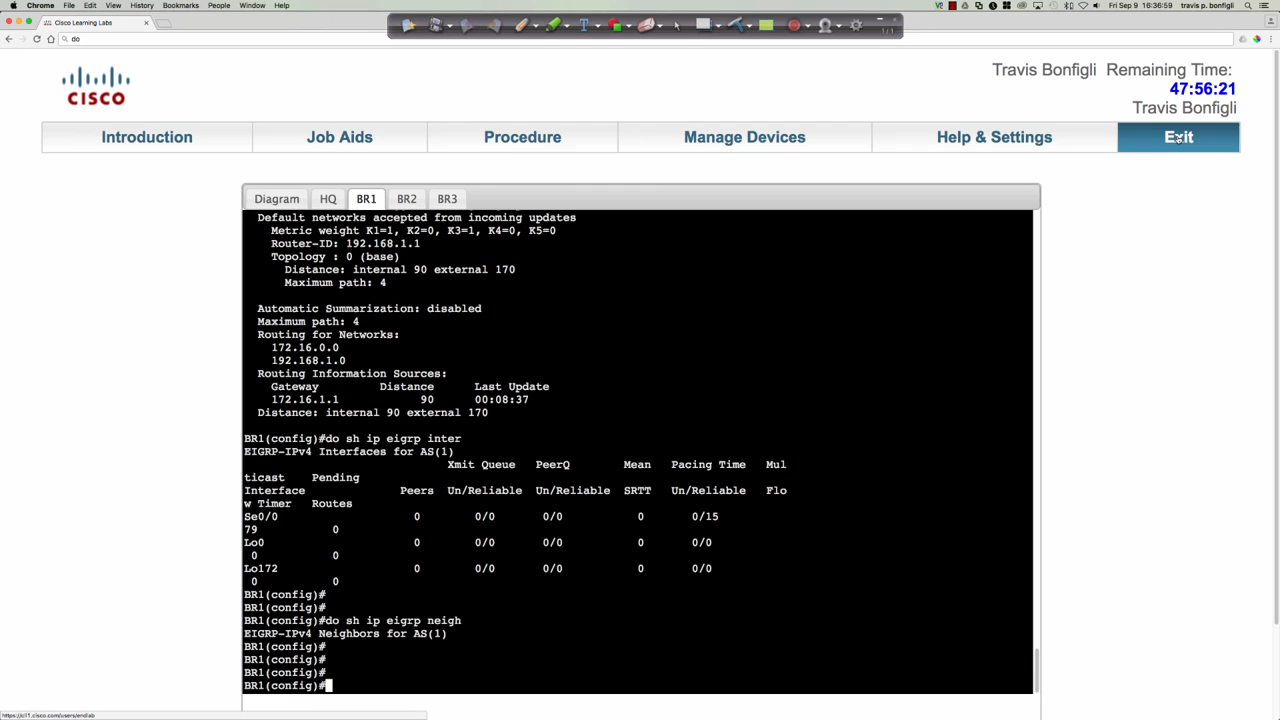 Chrome File Edit View History Bookmarks People Window Help
Fri Sep 9 16:36:59 travis p. bonfigli
Cisco Learning Labs
do
1/1
Travis Bonfigli Remaining Time:
47:56:21
Travis Bonfigli
CISCO
Introduction Job Aids Procedure Manage Devices Help & Settings Exit
Diagram HQ BR1 BR2 BR3
Default networks accepted from incoming updates
Metric weight K1=1, K2=0, K3=1, K4=0, K5=0
Router-ID: 192.168.1.1
Topology : 0 (base)
Distance: internal 90 external 170
Maximum path: 4
Automatic Summarization: disabled
Maximum path: 4
Routing for Networks:
172.16.0.0
192.168.1.0
Routing Information Sources:
Gateway Distance Last Update
172.16.1.1 90 00:08:37
Distance: internal 90 external 170
BR1(config)#do sh ip eigrp inter
EIGRP-IPv4 Interfaces for AS(1)
Xmit Queue PeerQ Mean Pacing Time Mul
ticast Pending
Interface Peers Un/Reliable Un/Reliable SRTT Un/Reliable Flo
w Timer Routes
Se0/0 0 0/0 0/0 0 0/15
79 0
Lo0 0 0/0 0/0 0 0/0
0 0
Lo172 0 0/0 0/0 0 0/0
0 0
BR1(config)#
BR1(config)#
BR1(config)#do sh ip eigrp neigh
EIGRP-IPv4 Neighbors for AS(1)
BR1(config)#
BR1(config)#
BR1(config)#
BR1(config)#
https://cll1.cisco.com/users/endlab